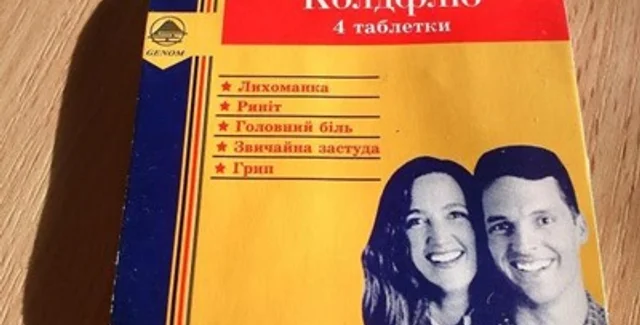 Колдфлю
4 таблетки
GENOM
★ Лихоманка
★ Риніт
★ Головний біль
★ Звичайна застуда
★ Грип